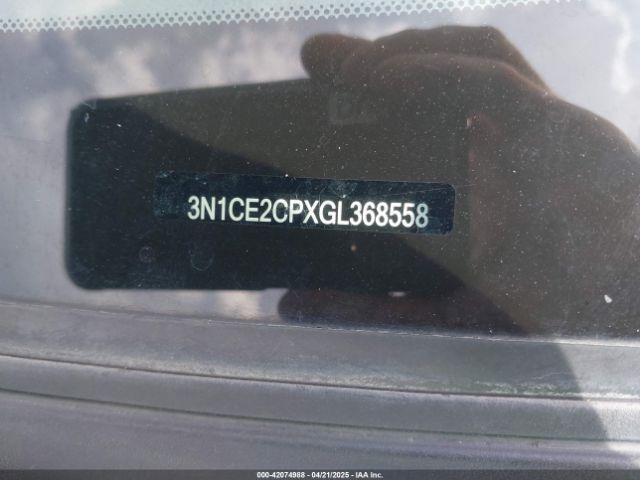 3N1CE2CPXGL368558
000-42074988 - 04/21/2025 - IAA Inc.